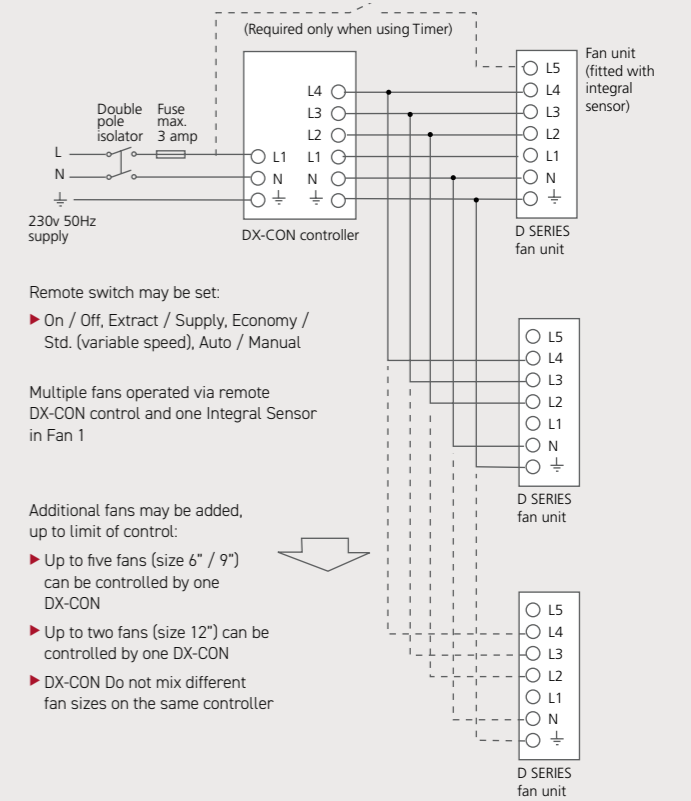 (Required only when using Timer)
Fan unit
(fitted with
integral
sensor)
L5
L4
L3
L2
L1
N
D SERIES
fan unit
L4
L3
L2
L1
N
L1
N
DX-CON controller
Double
pole
isolator
Fuse
max.
3 amp
L
N
230v 50Hz
supply
Remote switch may be set:
On / Off, Extract / Supply, Economy /
Std. (variable speed), Auto / Manual
Multiple fans operated via remote
DX-CON control and one Integral Sensor
in Fan 1
L5
L4
L3
L2
L1
N
D SERIES
fan unit
Additional fans may be added,
up to limit of control:
Up to five fans (size 6" / 9")
can be controlled by one
DX-CON
Up to two fans (size 12") can be
controlled by one DX-CON
DX-CON Do not mix different
fan sizes on the same controller
L5
L4
L3
L2
L1
N
D SERIES
fan unit